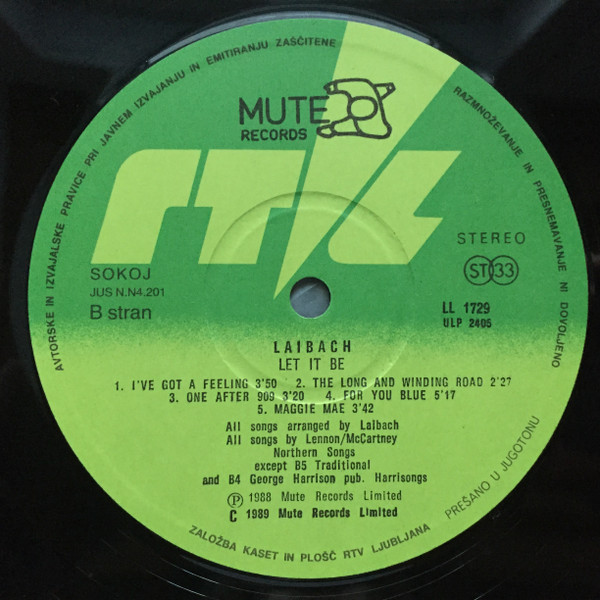 AVTORSKE IN IZVAJALSKE PRAVICE PRI JAVNEM IZVAJANJU IN EMITIRANJU ZAŠČITENE
RAZMNOŽEVANJE IN PRESNEMAVANJE NI DOVOLJENO
MUTE
RECORDS
rtl
STEREO
SOKOJ
JUS N.N4.201
B stran
ST 33
LL 1729
ULP 2405
LAIBACH
LET IT BE
1. I'VE GOT A FEELING 3'50 2. THE LONG AND WINDING ROAD 2'27
3. ONE AFTER 909 3'20 4. FOR YOU BLUE 5'17
5. MAGGIE MAE 3'42
All songs arranged by Laibach
All songs by Lennon/McCartney
Northern Songs
except B5 Traditional
and B4 George Harrison pub. Harrisongs
Ⓟ 1988 Mute Records Limited
C 1989 Mute Records Limited
PREŠANO U JUGOTONU
ZALOŽBA KASET IN PLOŠČ RTV LJUBLJANA